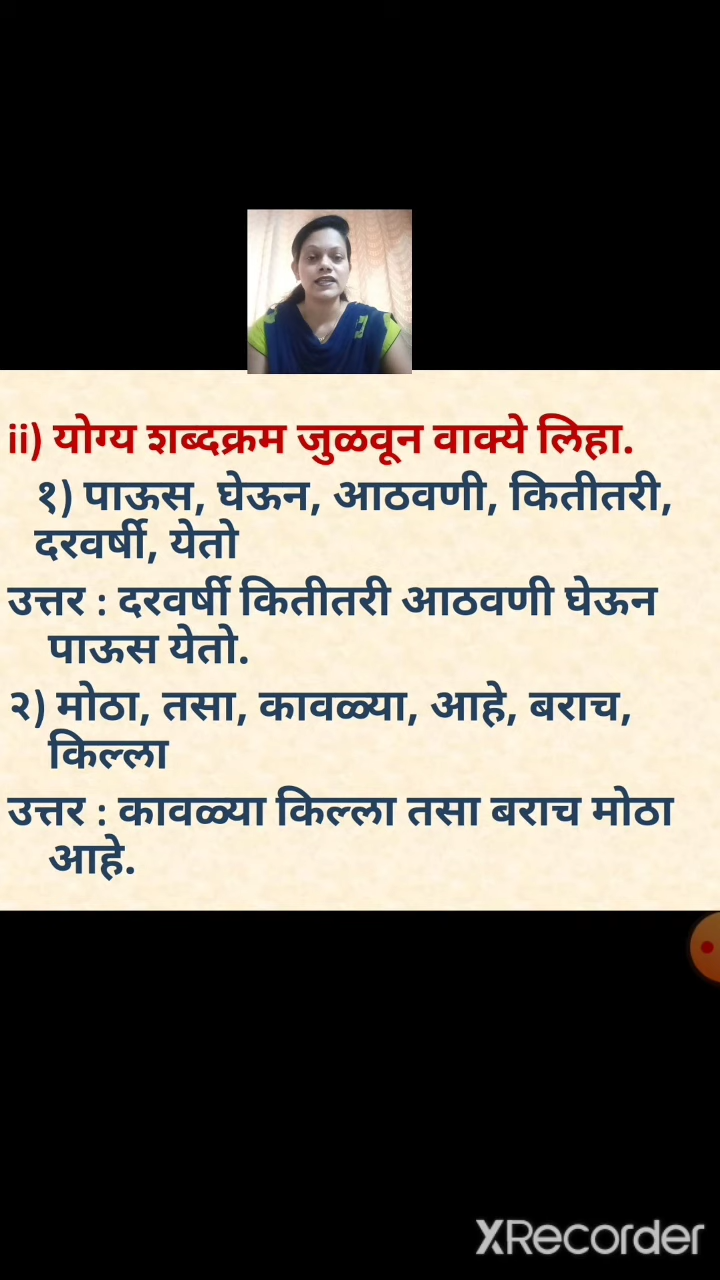 ii) योग्य शब्दक्रम जुळवून वाक्ये लिहा.
१) पाऊस, घेऊन, आठवणी, कितीतरी,
दरवर्षी, येतो
उत्तर : दरवर्षी कितीतरी आठवणी घेऊन
पाऊस येतो.
२) मोठा, तसा, कावळ्या, आहे, बराच,
किल्ला
उत्तर : कावळ्या किल्ला तसा बराच मोठा
आहे.
XRecorder